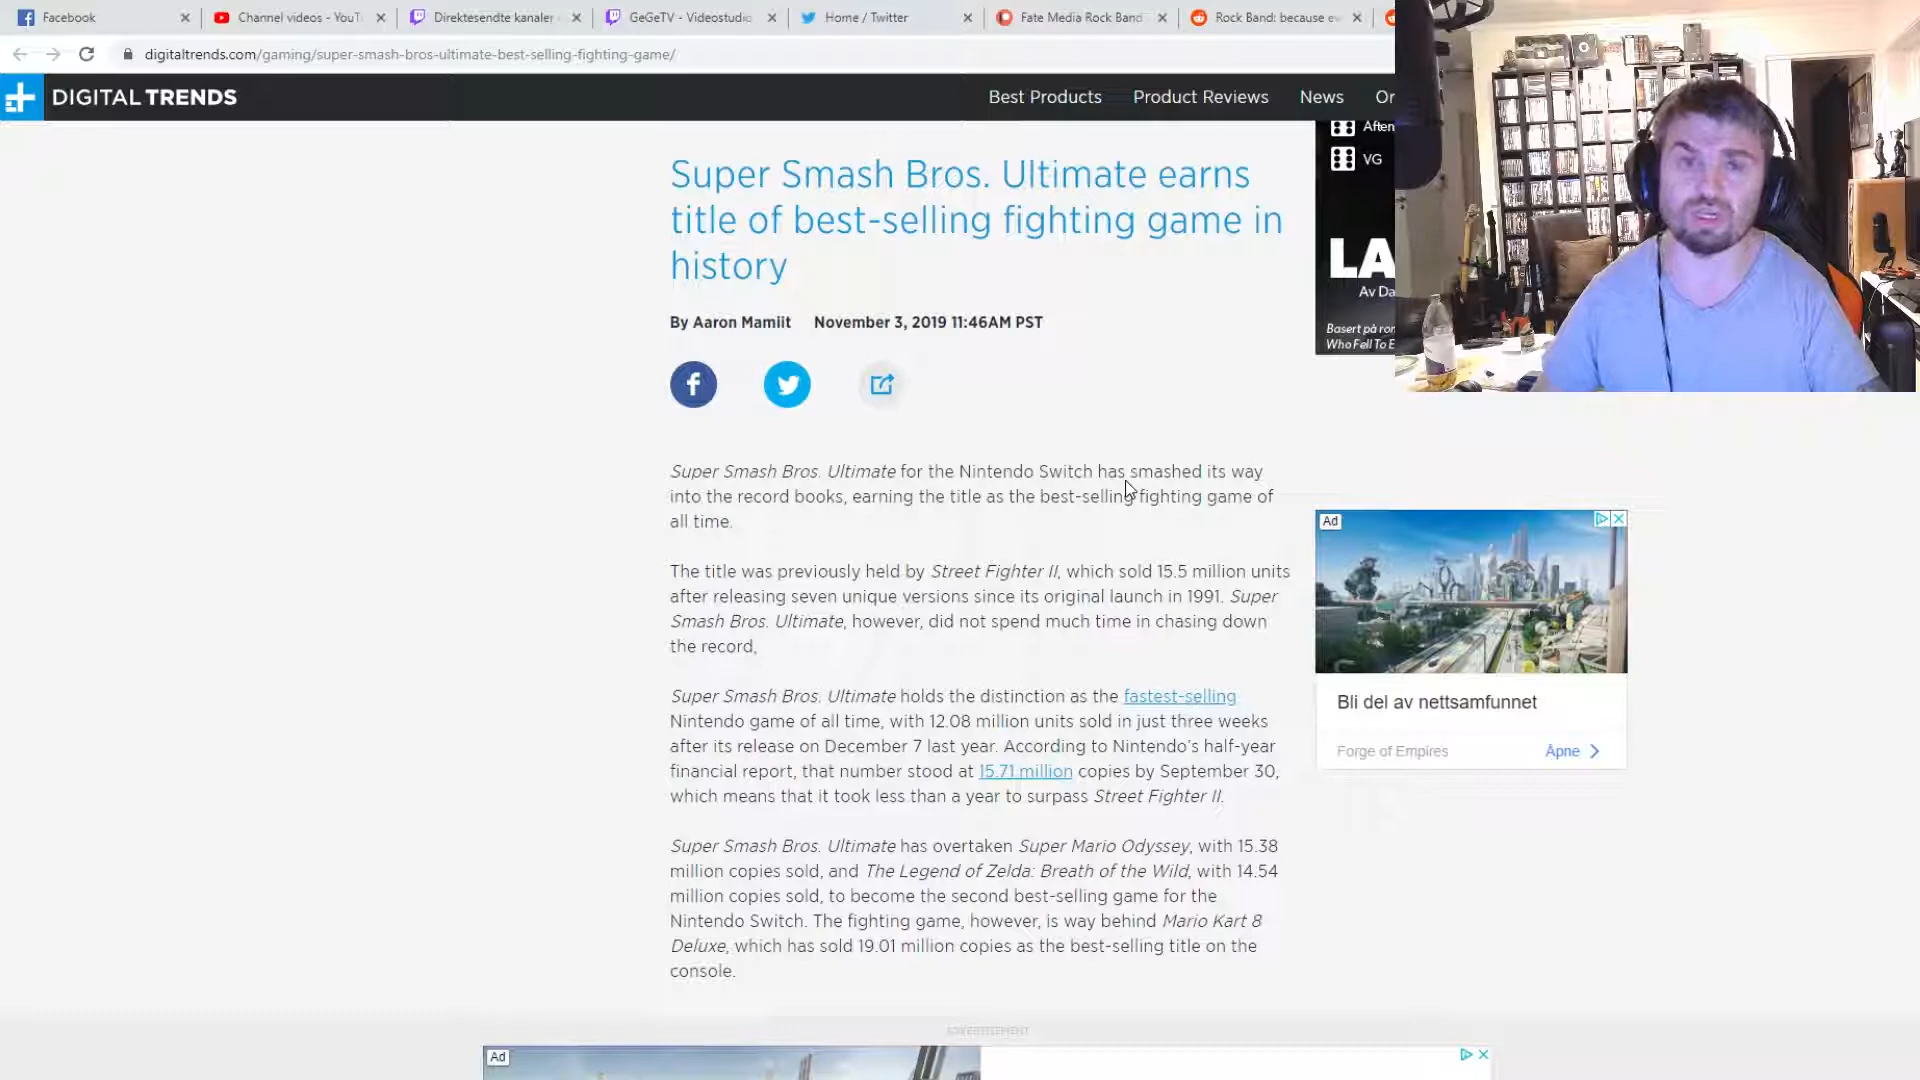 Facebook
Channel videos - YouT
Direktesendte kanaler
GeGeTV - Videostudio
Home / Twitter
Fate Media Rock Band
Rock Band: because ev
digitaltrends.com/gaming/super-smash-bros-ultimate-best-selling-fighting-game/
DIGITAL TRENDS
Best Products
Product Reviews
News
Or
Aften
VG
LA
Av Da
Basert på ror
Who Fell To E
Super Smash Bros. Ultimate earns
title of best-selling fighting game in
history
By Aaron Mamiit November 3, 2019 11:46AM PST
Super Smash Bros. Ultimate for the Nintendo Switch has smashed its way
into the record books, earning the title as the best-selling fighting game of
all time.
The title was previously held by Street Fighter II, which sold 15.5 million units
after releasing seven unique versions since its original launch in 1991. Super
Smash Bros. Ultimate, however, did not spend much time in chasing down
the record,
Super Smash Bros. Ultimate holds the distinction as the fastest-selling
Nintendo game of all time, with 12.08 million units sold in just three weeks
after its release on December 7 last year. According to Nintendo's half-year
financial report, that number stood at 15.71 million copies by September 30,
which means that it took less than a year to surpass Street Fighter II.
Super Smash Bros. Ultimate has overtaken Super Mario Odyssey, with 15.38
million copies sold, and The Legend of Zelda: Breath of the Wild, with 14.54
million copies sold, to become the second best-selling game for the
Nintendo Switch. The fighting game, however, is way behind Mario Kart 8
Deluxe, which has sold 19.01 million copies as the best-selling title on the
console.
Ad
Bli del av nettsamfunnet
Forge of Empires
Åpne
ADVERTISEMENT
Ad